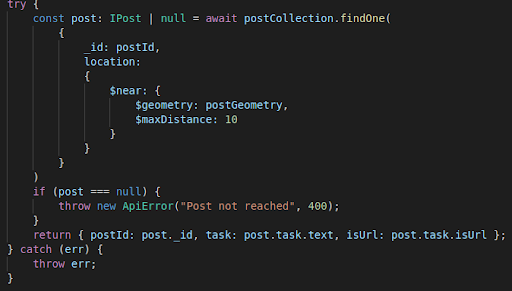 try {
const post: IPost | null = await postCollection.findOne(
{
_id: postId,
location:
{
$near: {
$geometry: postGeometry,
$maxDistance: 10
}
}
}
)
if (post === null) {
throw new ApiError("Post not reached", 400);
}
return { postId: post._id, task: post.task.text, isUrl: post.task.isUrl };
} catch (err) {
throw err;
}